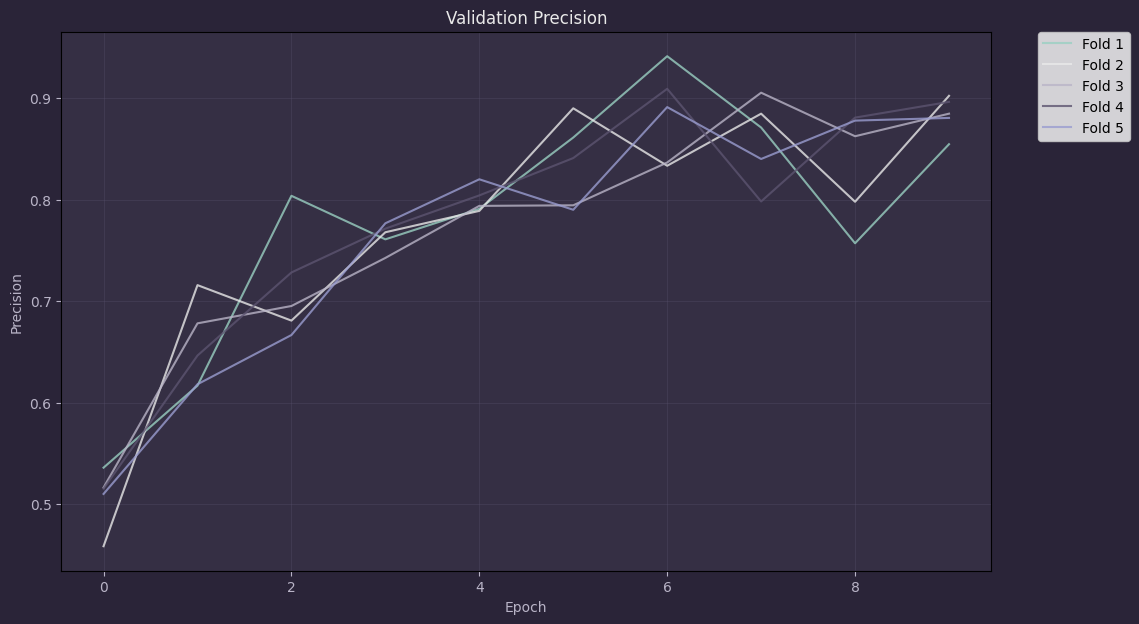 Validation Precision
Fold 1
Fold 2
Fold 3
Fold 4
Fold 5
0.9
0.8
0.7
0.6
0.5
Precision
0 2 4 6 8
Epoch